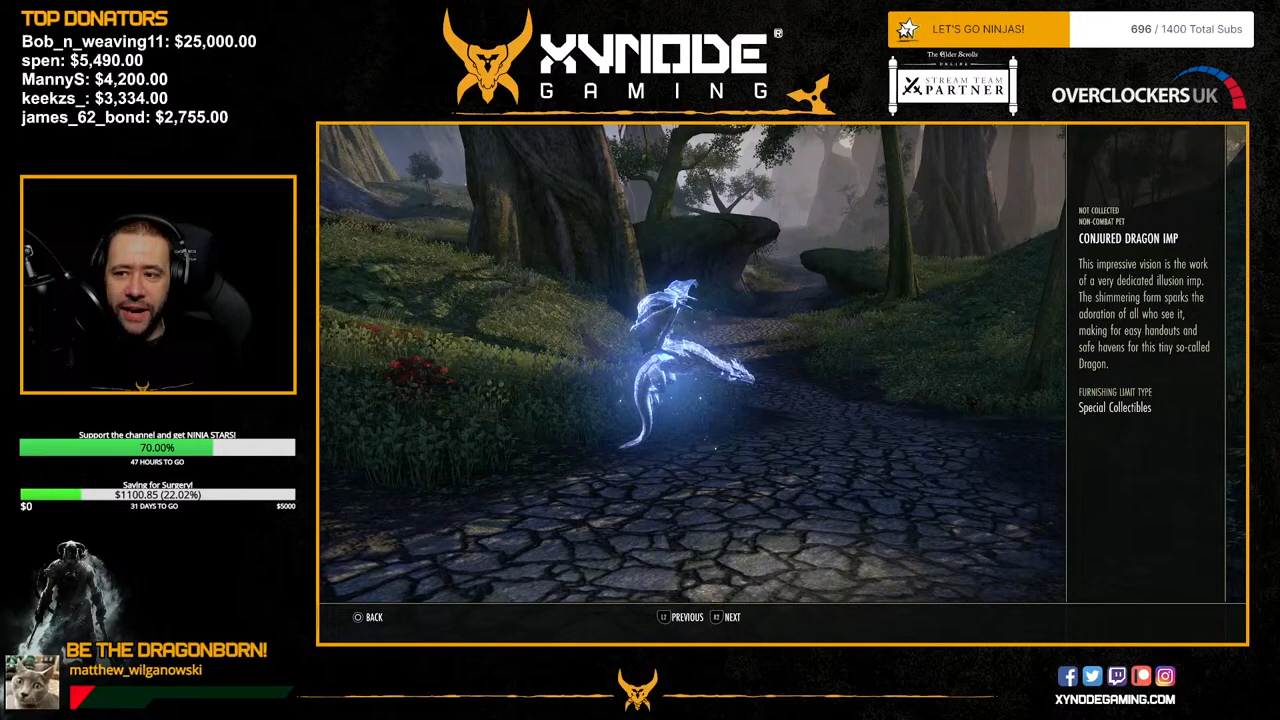 TOP DONATORS
Bob_n_weaving11: $25,000.00
spen: $5,490.00
MannyS: $4,200.00
keekzs_: $3,334.00
james_62_bond: $2,755.00
XYNODE®
GAMING
LET'S GO NINJAS!
696 / 1400 Total Subs
The Elder Scrolls
ONLINE
STREAM TEAM
PARTNER
OVERCLOCKERS UK
NOT COLLECTED
NON-COMBAT PET
CONJURED DRAGON IMP
This impressive vision is the work
of a very dedicated illusion imp.
The shimmering form sparks the
adoration of all who see it,
making for easy handouts and
safe havens for this tiny so-called
Dragon.
FURNISHING LIMIT TYPE
Special Collectibles
Support the channel and get NINJA STARS!
70.00%
47 HOURS TO GO
Saving for Surgery!
$1100.85 (22.02%)
$0
31 DAYS TO GO
$5000
BACK
L2 PREVIOUS
R2 NEXT
BE THE DRAGONBORN!
matthew_wilganowski
XYNODEGAMING.COM